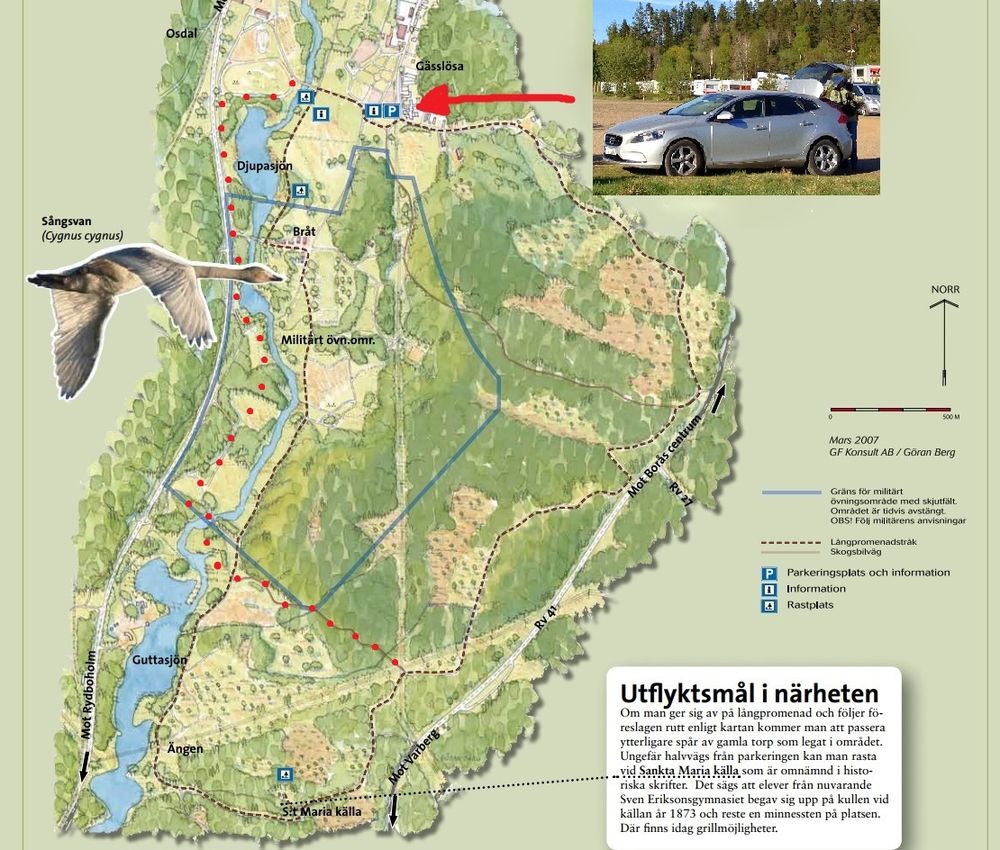 Osdal
Gässlösa
Djupasjön
Sångsvan
(Cygnus cygnus)
Bråt
NORR
Militärt övn.omr.
0 500 M
Mars 2007
GF Konsult AB / Göran Berg
Mot Borås centrum
Rv 27
Gräns för militärt
övningsområde med skjutfält.
Området är tidvis avstängt.
OBS! Följ militärens anvisningar
Långpromenadstråk
Skogsbilväg
P Parkeringsplats och information
i Information
Rastplats
Rv 41
Guttasjön
Mot Rydboholm
Ängen
Mot Varberg
S:t Maria källa
Utflyktsmål i närheten
Om man ger sig av på långpromenad och följer fö-
reslagen rutt enligt kartan kommer man att passera
ytterligare spår av gamla torp som legat i området.
Ungefär halvvägs från parkeringen kan man rasta
vid Sankta Maria källa som är omnämnd i histo-
riska skrifter. Det sägs att elever från nuvarande
Sven Eriksonsgymnasiet begav sig upp på kullen vid
källan år 1873 och reste en minnessten på platsen.
Där finns idag grillmöjligheter.